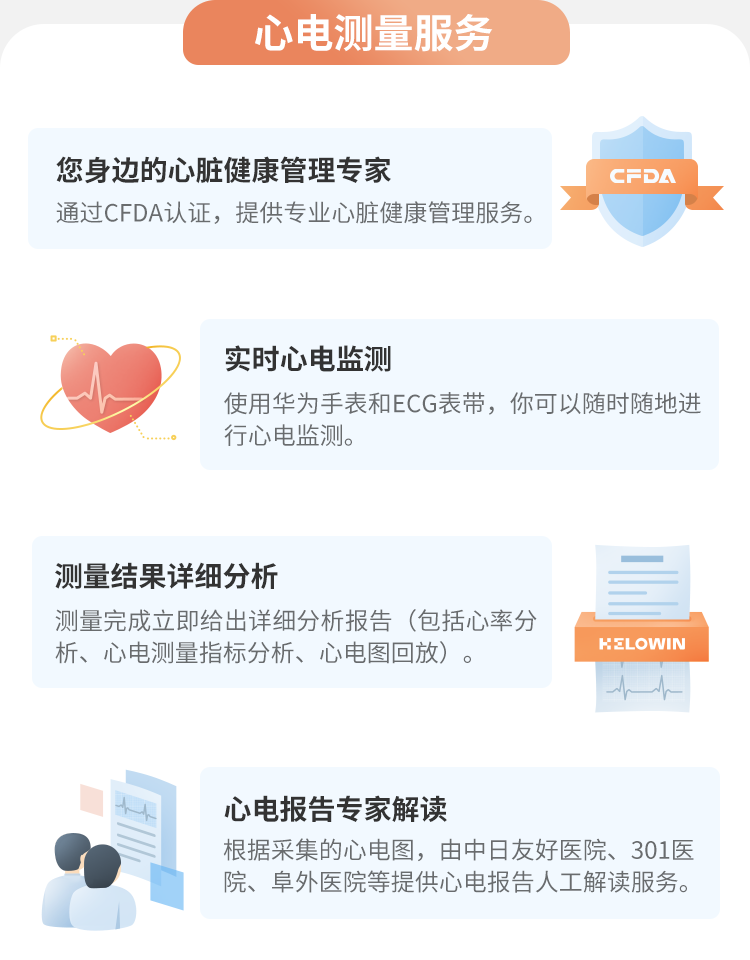 心电测量服务
您身边的心脏健康管理专家
通过CFDA认证，提供专业心脏健康管理服务。
CFDA
实时心电监测
使用华为手表和ECG表带，你可以随时随地进
行心电监测。
测量结果详细分析
测量完成立即给出详细分析报告（包括心率分
析、心电测量指标分析、心电图回放）。
HELOWIN
心电报告专家解读
根据采集的心电图，由中日友好医院、301医
院、阜外医院等提供心电报告人工解读服务。